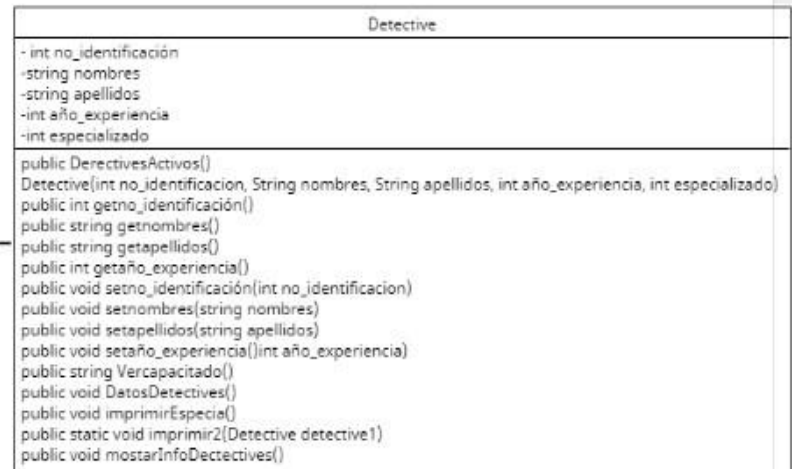 Detective
- int no_identificación
-string nombres
-string apellidos
-int año_experiencia
-int especializado
public DerectivesActivos()
Detective(int no_identificacion, String nombres, String apellidos, int año_experiencia, int especializado)
public int getno_identificación()
public string getnombres()
public string getapellidos()
public int getaño_experiencia()
public void setno_identificación(int no_identificacion)
public void setnombres(string nombres)
public void setapellidos(string apellidos)
public void setaño_experiencia()int año_experiencia)
public string Vercapacitado()
public void DatosDetectives()
public void imprimirEspecia()
public static void imprimir2(Detective detective1)
public void mostarInfoDectectives()